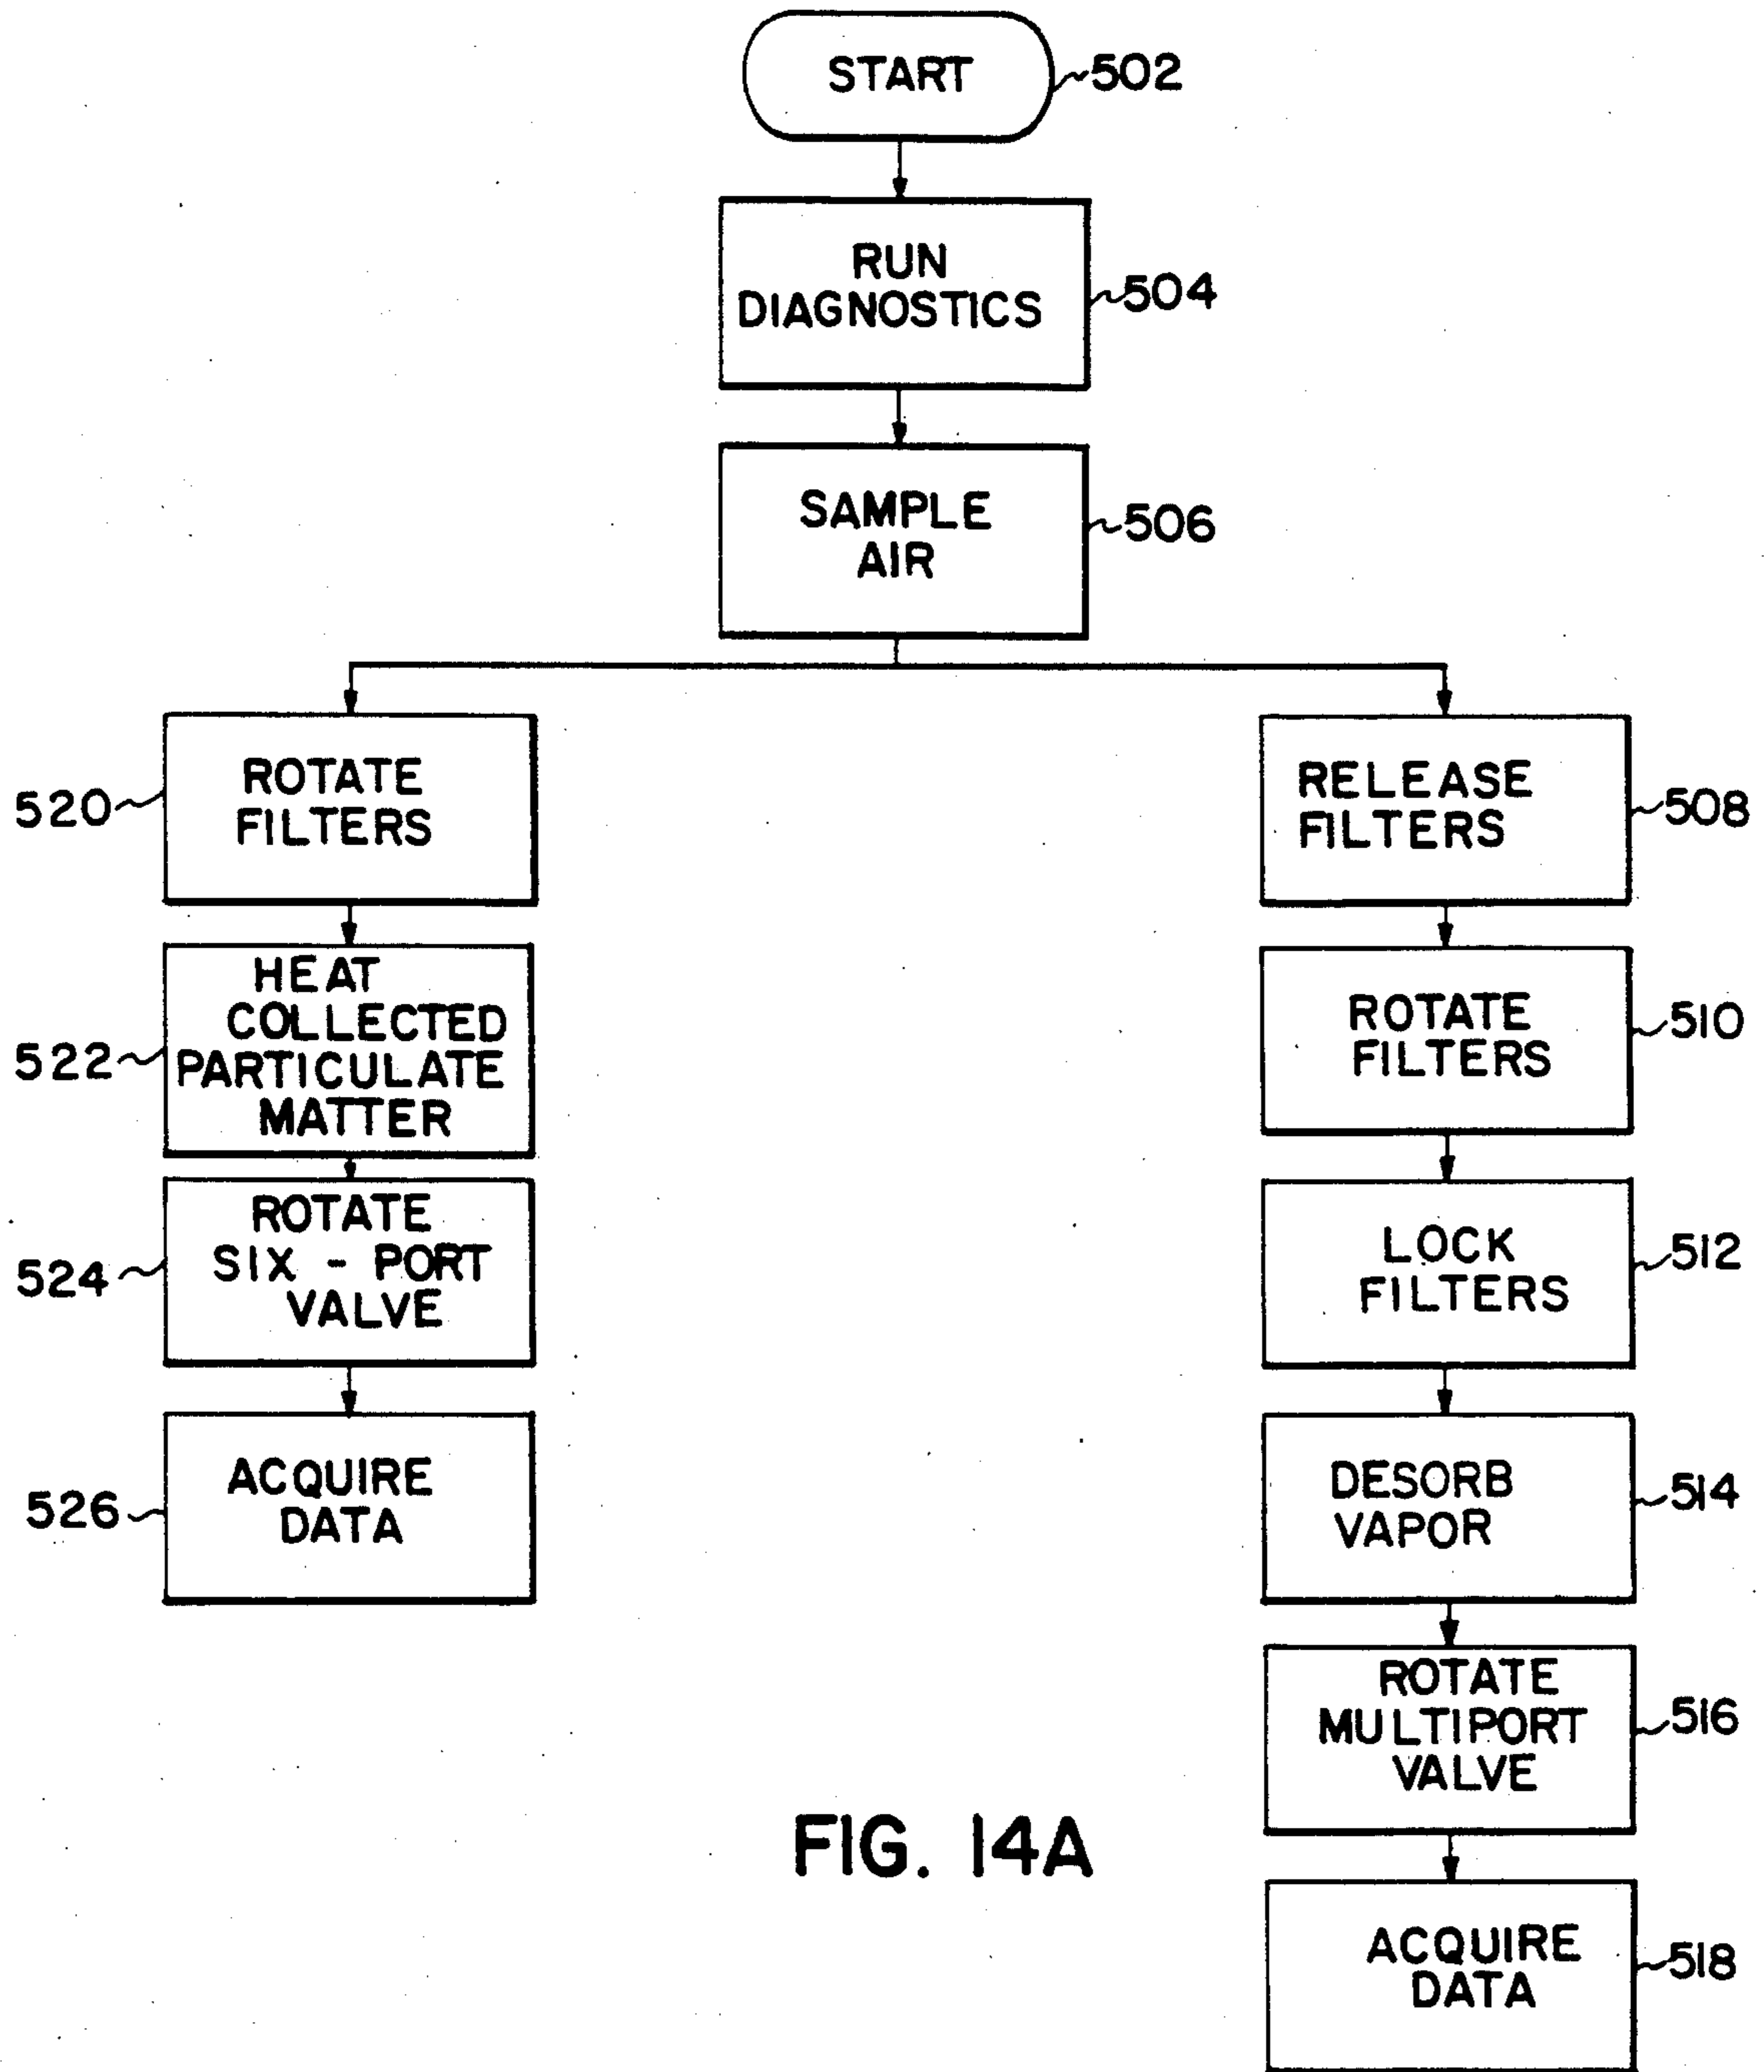 START
502
RUN
DIAGNOSTICS
504
SAMPLE
AIR
506
520
ROTATE
FILTERS
522
HEAT
COLLECTED
PARTICULATE
MATTER
524
ROTATE
SIX - PORT
VALVE
526
ACQUIRE
DATA
RELEASE
FILTERS
508
ROTATE
FILTERS
510
LOCK
FILTERS
512
DESORB
VAPOR
514
ROTATE
MULTIPORT
VALVE
516
ACQUIRE
DATA
518
FIG. 14A